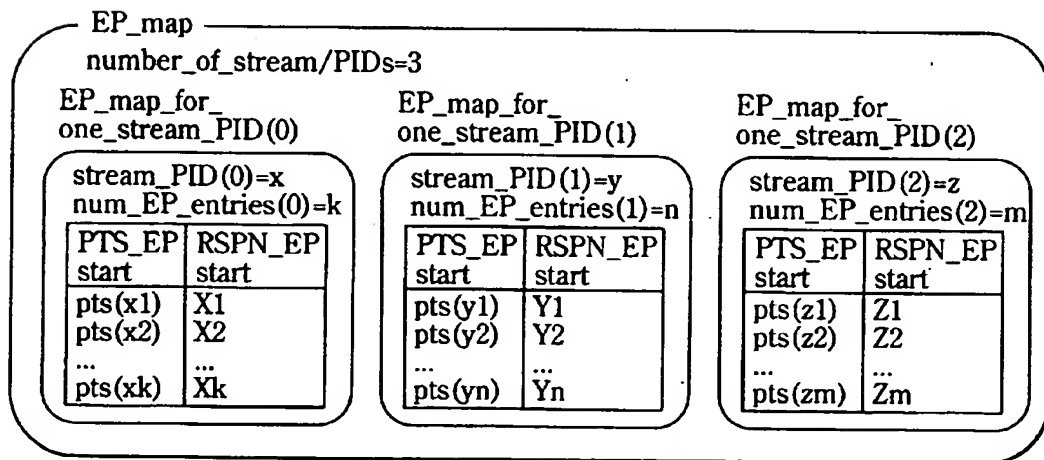 EP_map
number_of_stream/PIDs=3
EP_map_for_
one_stream_PID(0)
stream_PID(0)=x
num_EP_entries(0)=k
PTS_EP RSPN_EP
start start
pts(x1) X1
pts(x2) X2
... ...
pts(xk) Xk
EP_map_for_
one_stream_PID(1)
stream_PID(1)=y
num_EP_entries(1)=n
PTS_EP RSPN_EP
start start
pts(y1) Y1
pts(y2) Y2
... ...
pts(yn) Yn
EP_map_for_
one_stream_PID(2)
stream_PID(2)=z
num_EP_entries(2)=m
PTS_EP RSPN_EP
start start
pts(z1) Z1
pts(z2) Z2
... ...
pts(zm) Zm